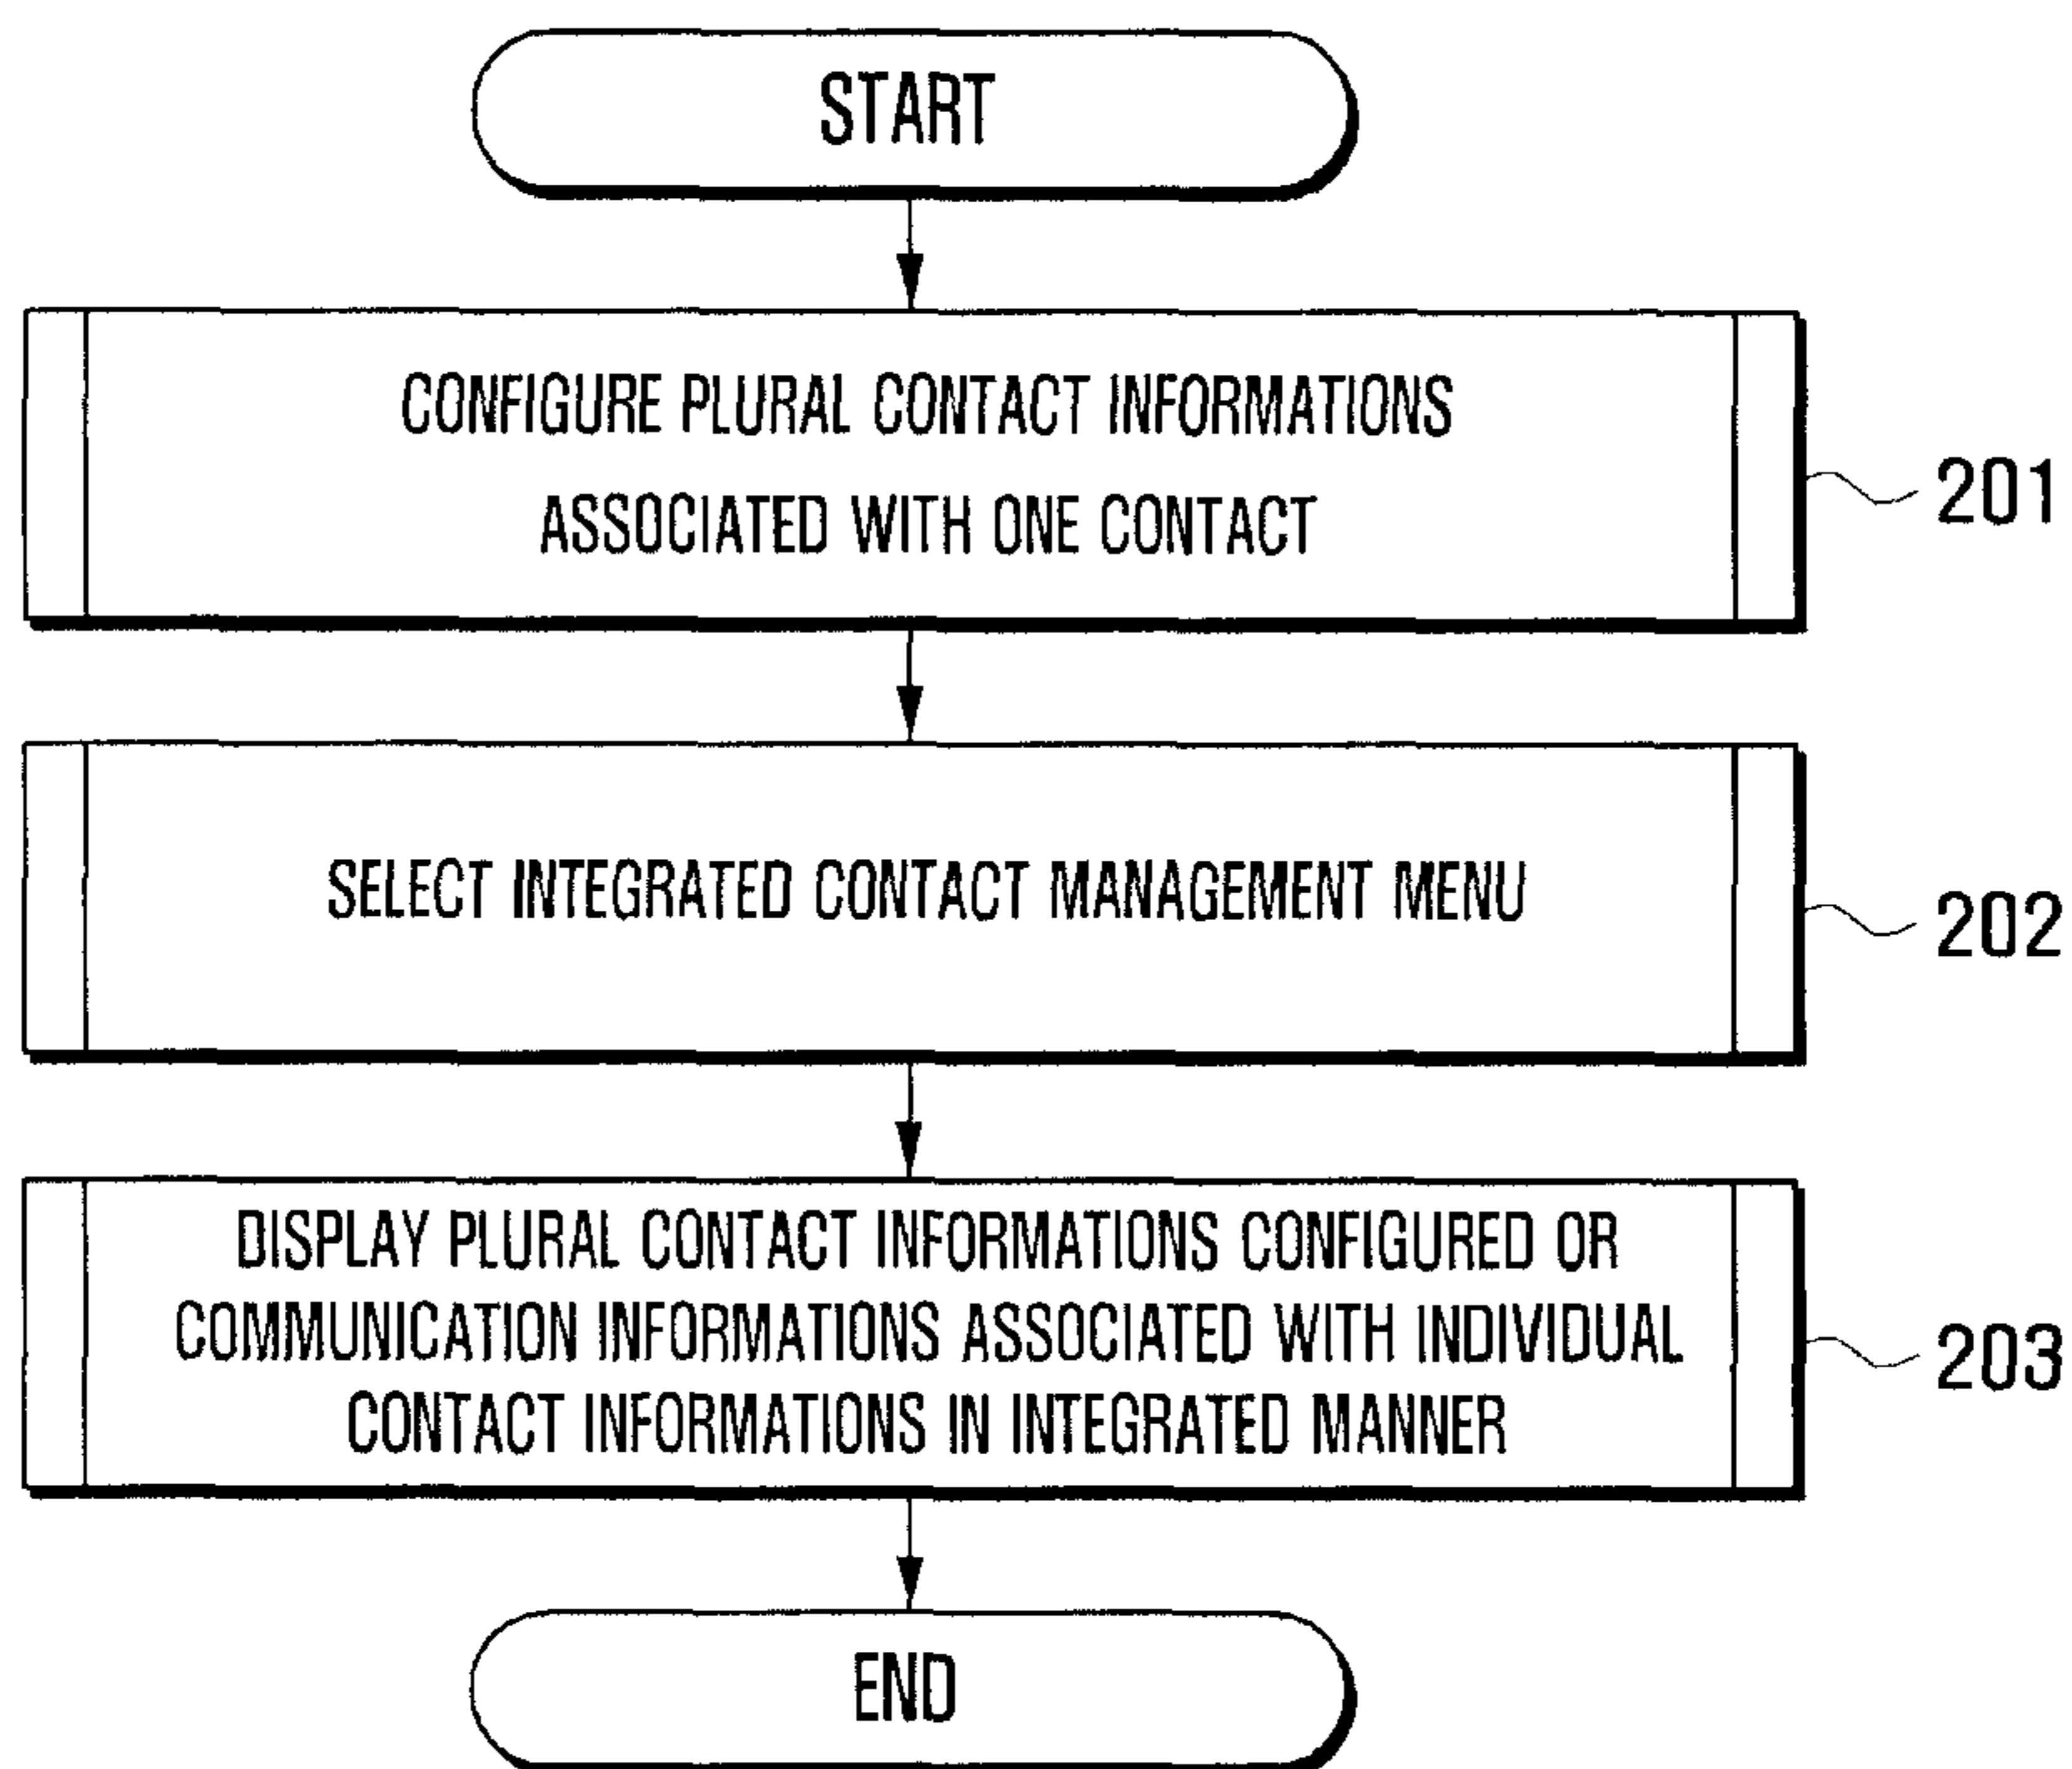 START
CONFIGURE PLURAL CONTACT INFORMATIONS
ASSOCIATED WITH ONE CONTACT
201
SELECT INTEGRATED CONTACT MANAGEMENT MENU
202
DISPLAY PLURAL CONTACT INFORMATIONS CONFIGURED OR
COMMUNICATION INFORMATIONS ASSOCIATED WITH INDIVIDUAL
CONTACT INFORMATIONS IN INTEGRATED MANNER
203
END